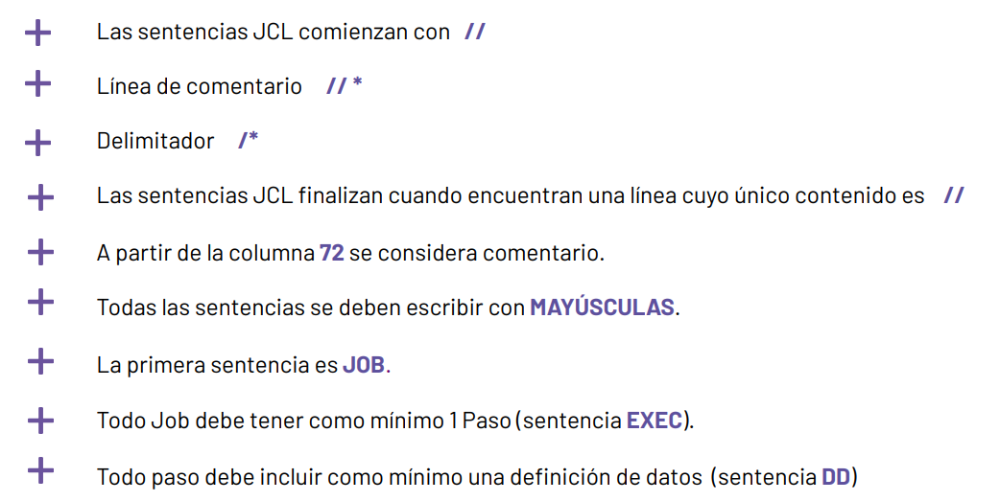 Las sentencias JCL comienzan con //
Línea de comentario // *
Delimitador /*
Las sentencias JCL finalizan cuando encuentran una línea cuyo único contenido es //
A partir de la columna 72 se considera comentario.
Todas las sentencias se deben escribir con MAYÚSCULAS.
La primera sentencia es JOB.
Todo Job debe tener como mínimo 1 Paso (sentencia EXEC).
Todo paso debe incluir como mínimo una definición de datos (sentencia DD)